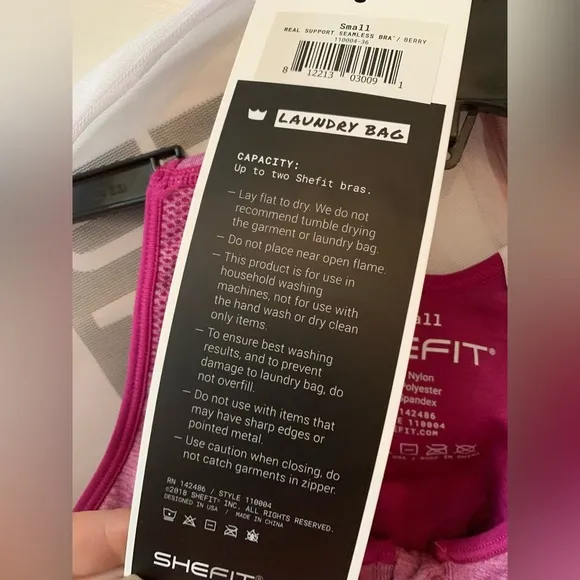 Small
REAL SUPPORT SEAMLESS BRA™/ BERRY
110004-36
8 12213 03009 1
LAUNDRY BAG
CAPACITY:
Up to two Shefit bras.
– Lay flat to dry. We do not
recommend tumble drying
the garment or laundry bag.
– Do not place near open flame.
– This product is for use in
household washing
machines, not for use with
the hand wash or dry clean
only items.
– To ensure best washing
results, and to prevent
damage to laundry bag, do
not overfill.
– Do not use with items that
may have sharp edges or
pointed metal.
– Use caution when closing, do
not catch garments in zipper.
RN 142486 / STYLE 110004
©2018 SHEFIT® INC. ALL RIGHTS RESERVED.
DESIGNED IN USA / MADE IN CHINA
SHEFIT®
all
EFIT®
Nylon
olyester
pandex
142486
110004
EFIT.COM